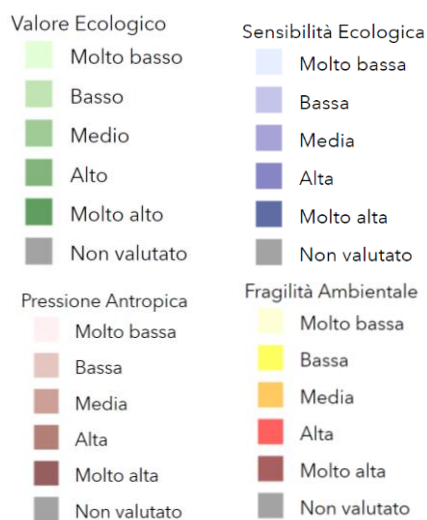 Valore Ecologico
Molto basso
Basso
Medio
Alto
Molto alto
Non valutato
Sensibilità Ecologica
Molto bassa
Bassa
Media
Alta
Molto alta
Non valutato
Pressione Antropica
Molto bassa
Bassa
Media
Alta
Molto alta
Non valutato
Fragilità Ambientale
Molto bassa
Bassa
Media
Alta
Molto alta
Non valutato